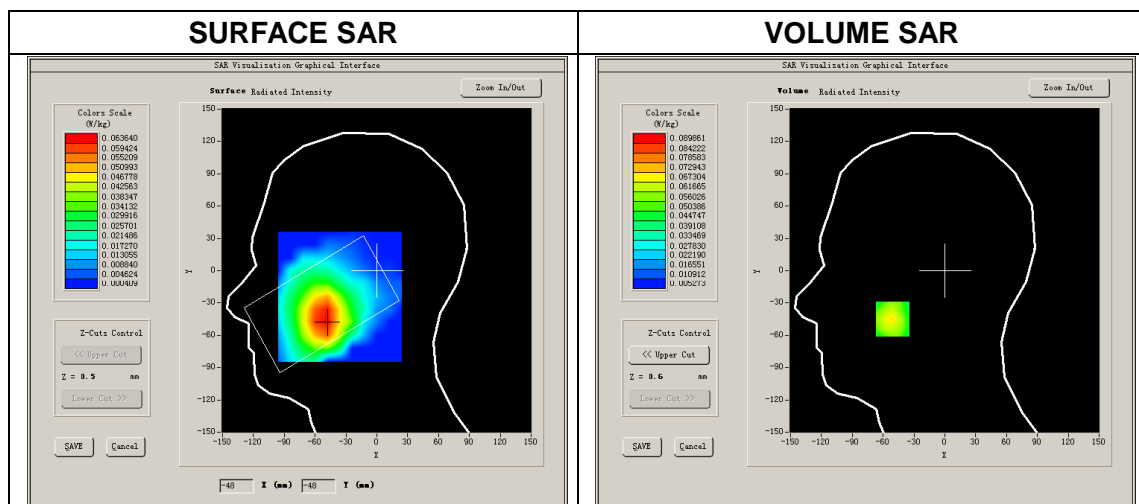 SURFACE SAR
VOLUME SAR
SAR Visualisation Graphical Interface
Surface Radiated Intensity
Zoom In/Out
Colors Scale
(W/kg)
0.063640
0.059424
0.055209
0.050993
0.046778
0.042563
0.038347
0.034132
0.029916
0.025701
0.021486
0.017270
0.013055
0.008840
0.004624
0.000409
150
120
90
60
30
0
-30
-60
-90
-120
-150
Y
-150 -120 -90 -60 -30 0 30 60 90 120 150
X
Z-Cuts Control
<< Upper Cut
Z = 0.5 mm
Lower Cut >>
SAVE Cancel
-48 X (mm) -48 Y (mm)
SAR Visualisation Graphical Interface
Volume Radiated Intensity
Zoom In/Out
Colors Scale
(W/kg)
0.089861
0.084222
0.078583
0.072943
0.067304
0.061665
0.056026
0.050386
0.044747
0.039108
0.033469
0.027830
0.022190
0.016551
0.010912
0.005273
150
120
90
60
30
0
-30
-60
-90
-120
-150
Y
-150 -120 -90 -60 -30 0 30 60 90 120 150
X
Z-Cuts Control
<< Upper Cut
Z = 0.6 mm
Lower Cut >>
SAVE Cancel